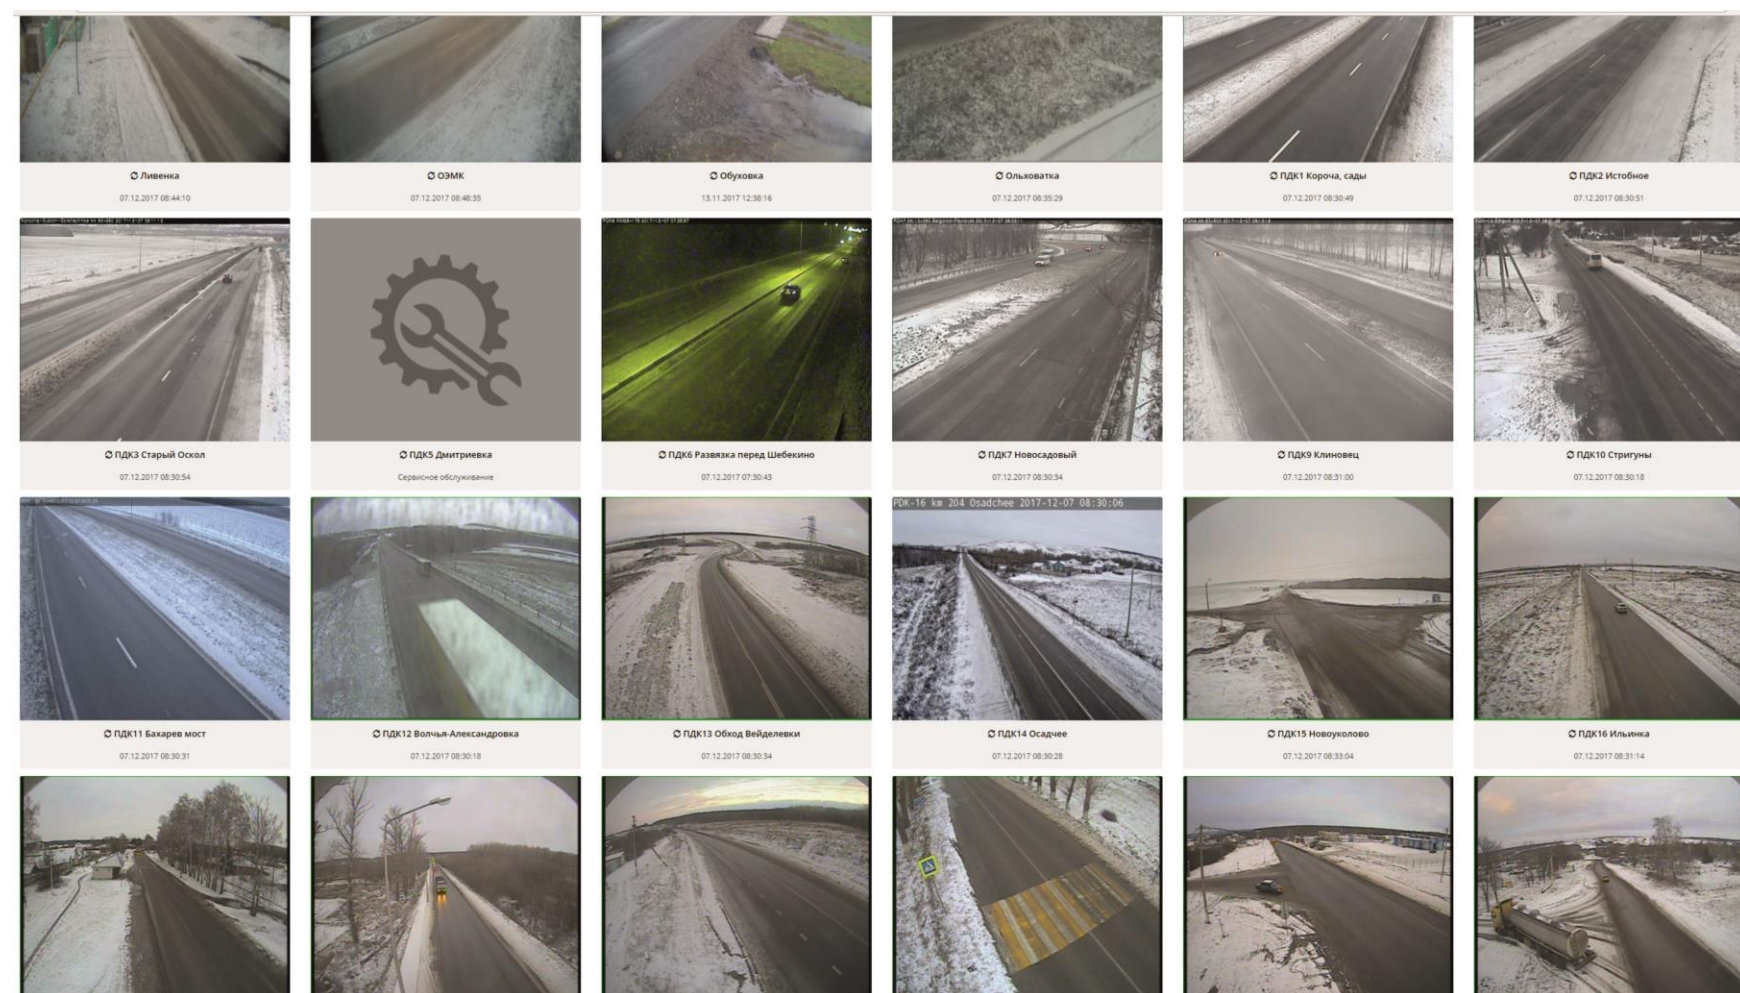 Ливенка
ОЭМК
Обуховка
Ольховатка
ПДК1 Короча, сады
ПДК2 Истобное
07.12.2017 08:44:10
07.12.2017 08:48:35
13.11.2017 12:38:16
07.12.2017 08:35:29
07.12.2017 08:30:49
07.12.2017 08:30:51
ПДК3 Старый Оскол
ПДК5 Дмитриевка
ПДК6 Развязка перед Шебекино
ПДК7 Новосадовый
ПДК9 Клиновец
ПДК10 Стригуны
07.12.2017 08:30:54
Сервисное обслуживание
07.12.2017 07:30:43
07.12.2017 08:30:34
07.12.2017 08:31:00
07.12.2017 08:30:18
PDK-16 km 204 Osadchee 2017-12-07 08:30:06
ПДК11 Бахарев мост
ПДК12 Волчья-Александровка
ПДК13 Обход Вейделевки
ПДК14 Осадчее
ПДК15 Новоуколово
ПДК16 Ильинка
07.12.2017 08:30:31
07.12.2017 08:30:18
07.12.2017 08:30:34
07.12.2017 08:30:28
07.12.2017 08:33:04
07.12.2017 08:31:14